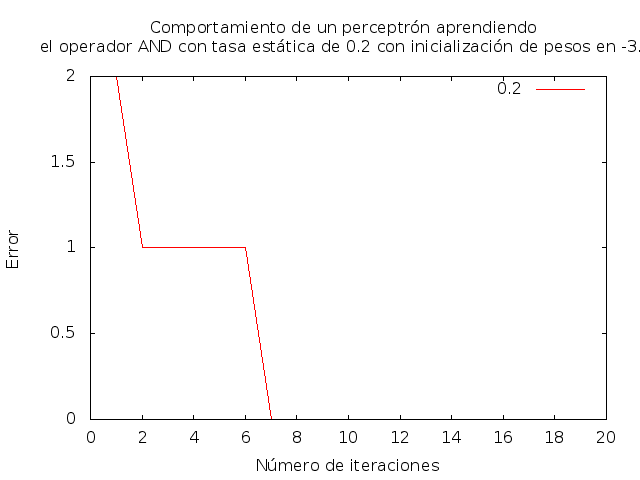 Comportamiento de un perceptrón aprendiendo
el operador AND con tasa estática de 0.2 con inicialización de pesos en -3.
0.2
2
1.5
1
0.5
0
Error
0 2 4 6 8 10 12 14 16 18 20
Número de iteraciones